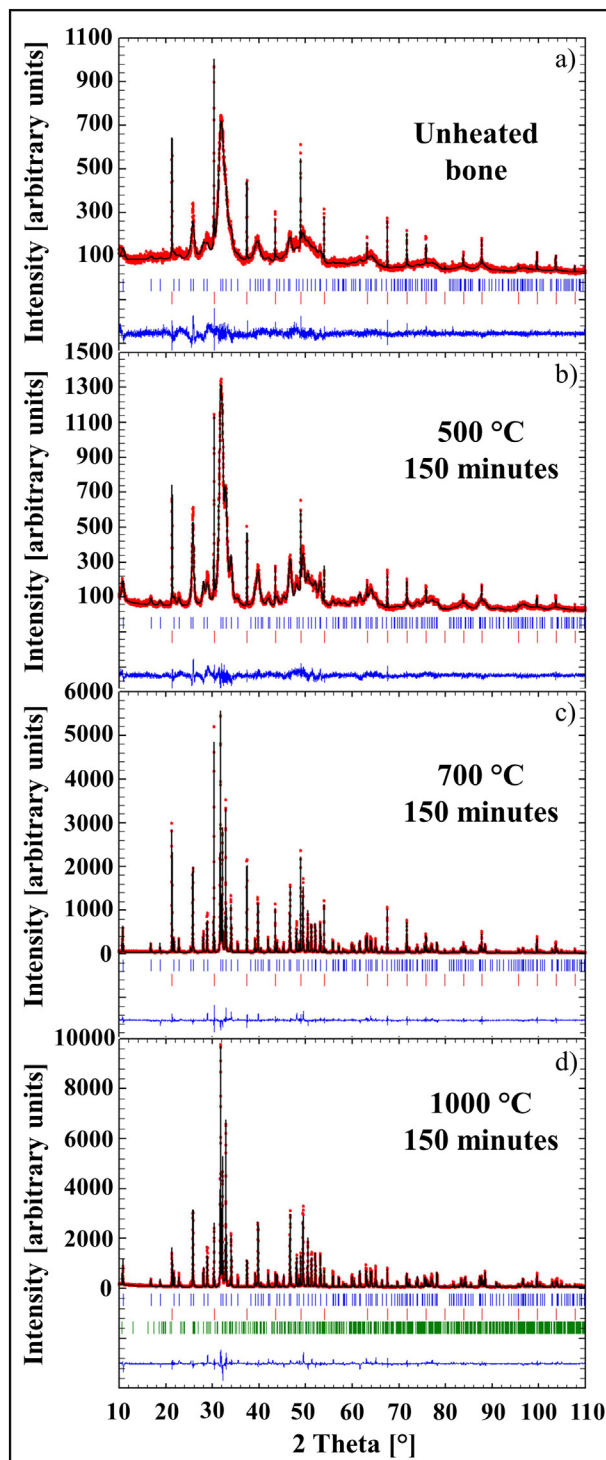 1100
a)
900
Unheated
bone
700
500
300
100
Intensity [arbitrary units]
1500
b)
1300
500 °C
150 minutes
1100
900
700
500
300
100
Intensity [arbitrary units]
6000
c)
5000
700 °C
150 minutes
4000
3000
2000
1000
0
Intensity [arbitrary units]
10000
d)
8000
1000 °C
150 minutes
6000
4000
2000
0
Intensity [arbitrary units]
10 20 30 40 50 60 70 80 90 100 110
2 Theta [°]